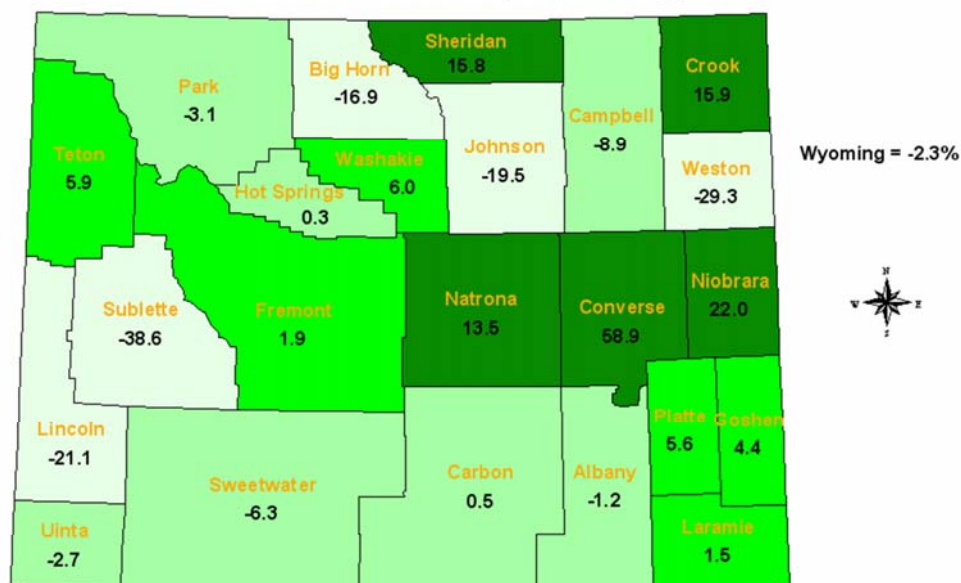 Sheridan
15.8
Crook
15.9
Big Horn
-16.9
Park
-3.1
Campbell
-8.9
Johnson
-19.5
Wyoming = -2.3%
Teton
5.9
Washakie
6.0
Weston
-29.3
Hot Springs
0.3
Niobrara
22.0
Sublette
-38.6
Fremont
1.9
Natrona
13.5
Converse
58.9
N
W E
S
Platte
5.6
Goshen
4.4
Lincoln
-21.1
Sweetwater
-6.3
Carbon
0.5
Albany
-1.2
Uinta
-2.7
Laramie
1.5